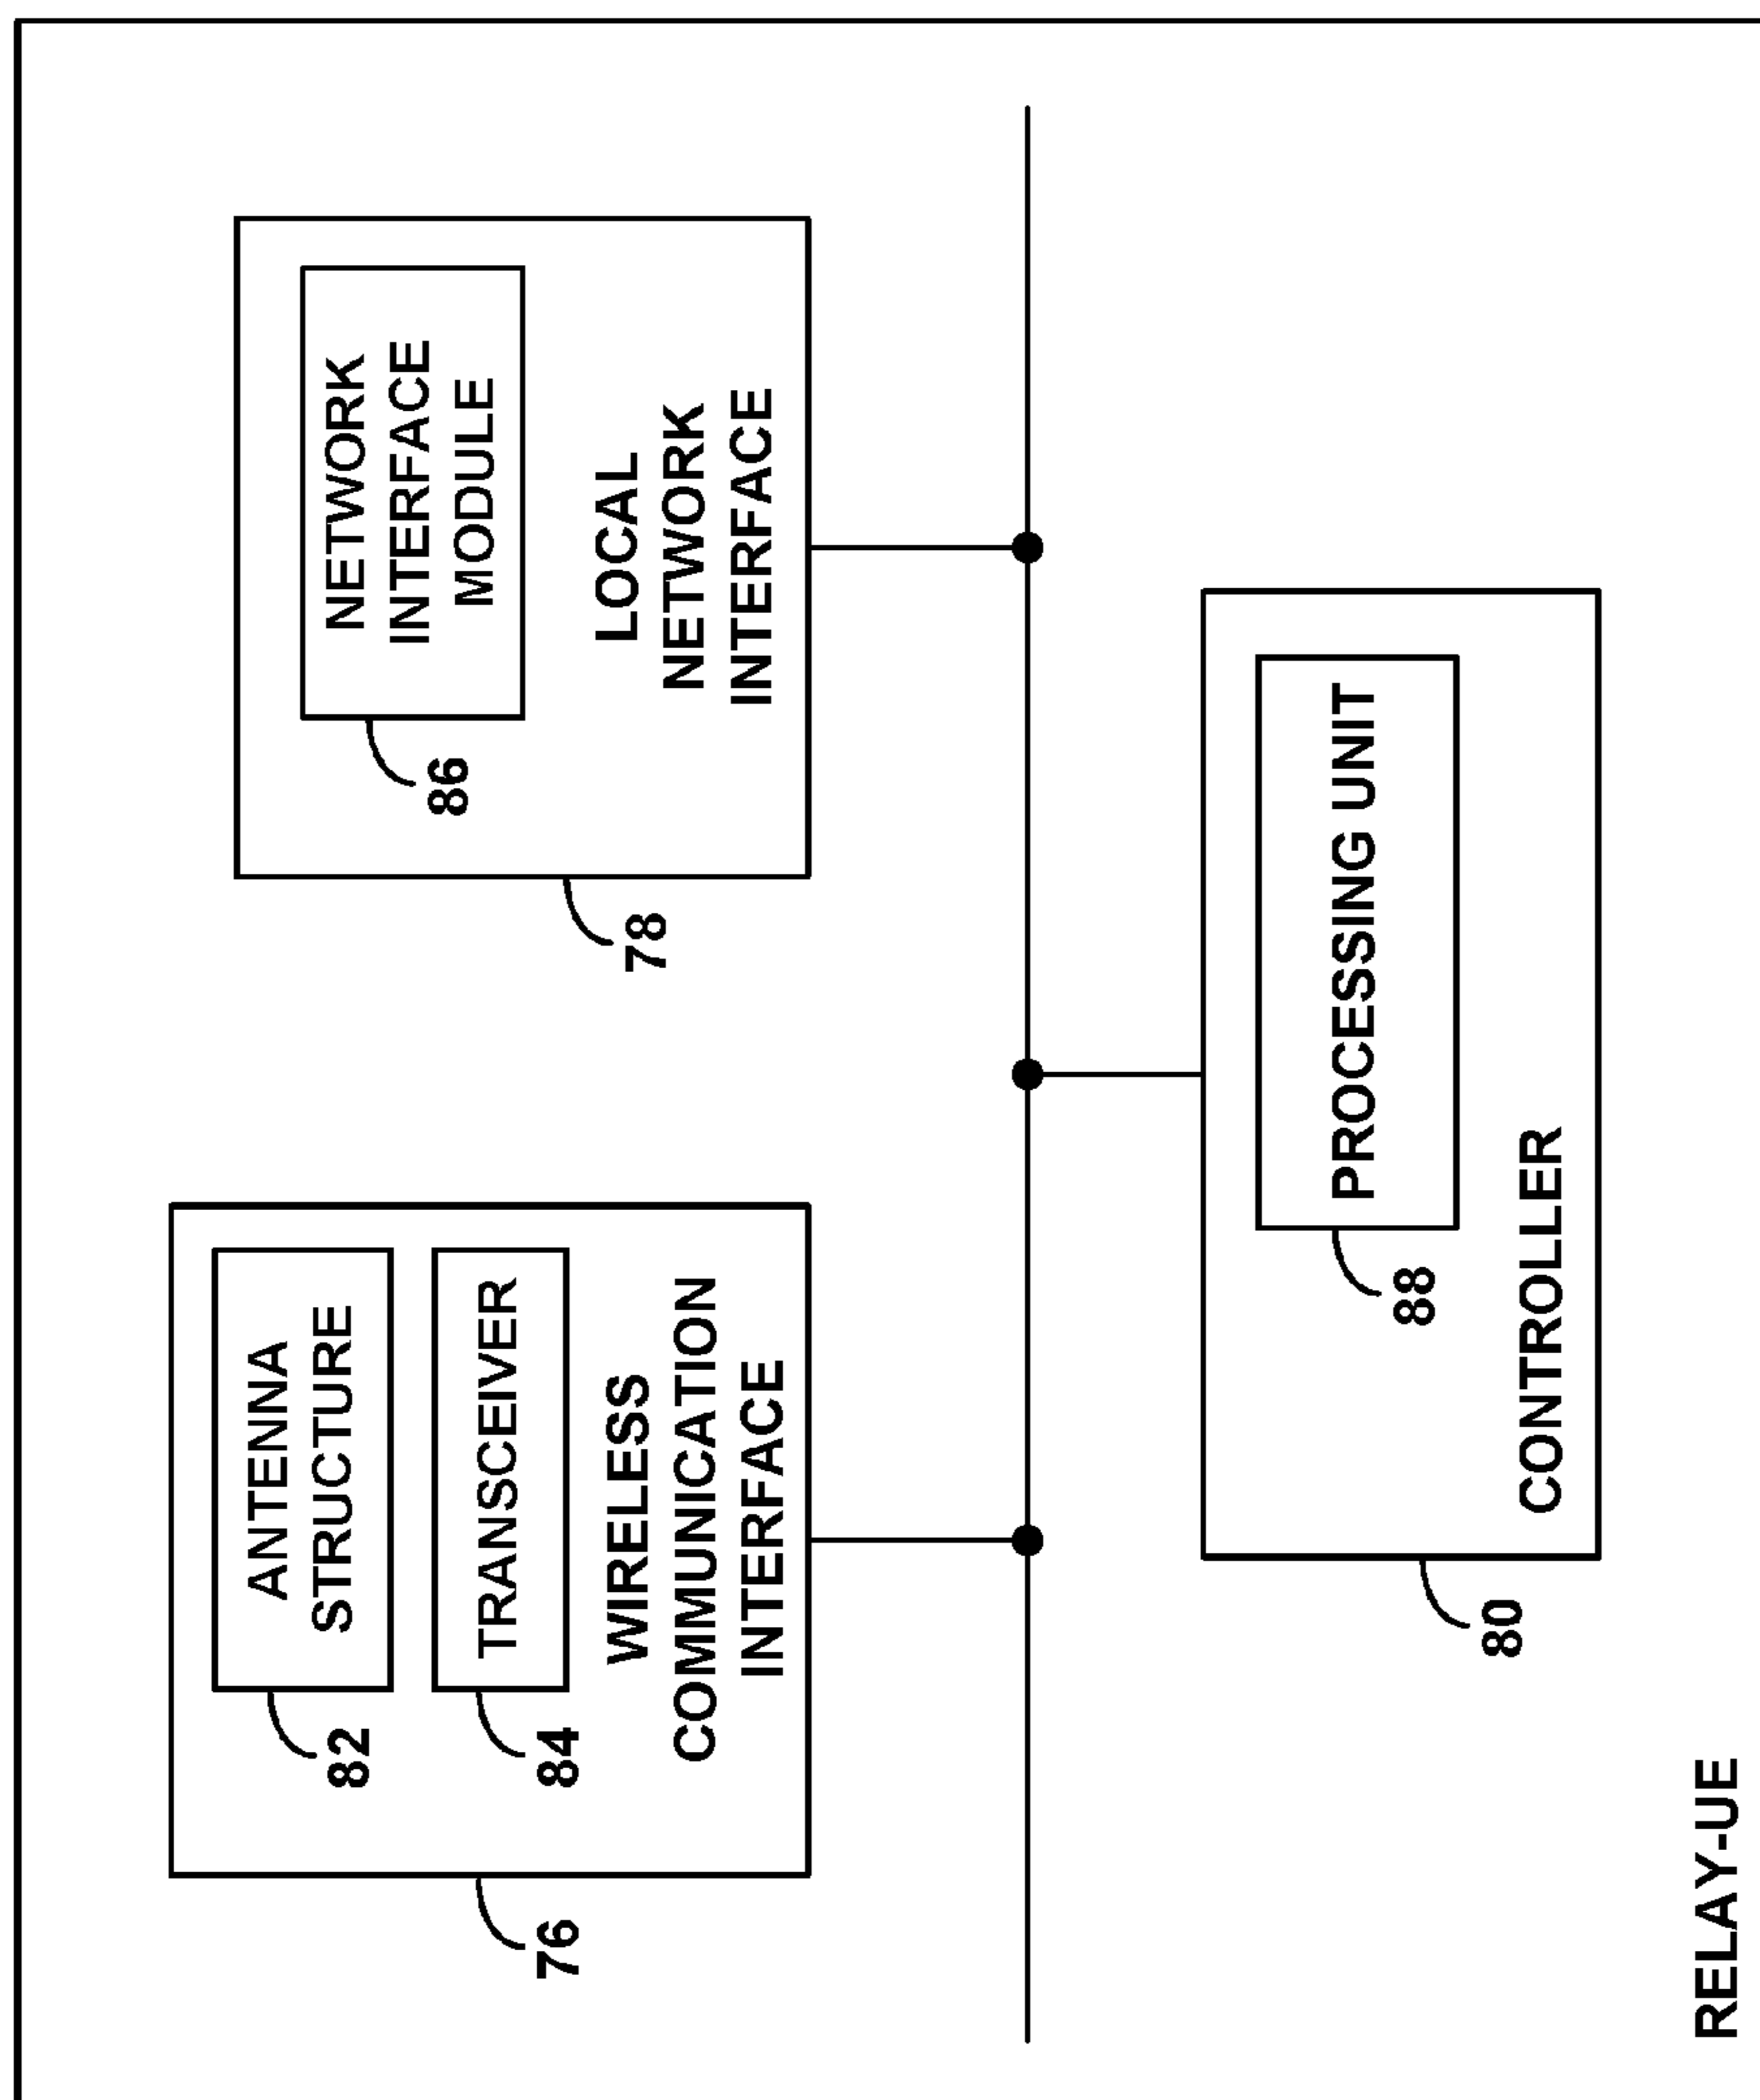 82
ANTENNA
STRUCTURE
84
TRANSCEIVER
WIRELESS
COMMUNICATION
INTERFACE
76
86
NETWORK
INTERFACE
MODULE
LOCAL
NETWORK
INTERFACE
78
88
PROCESSING UNIT
CONTROLLER
80
RELAY-UE